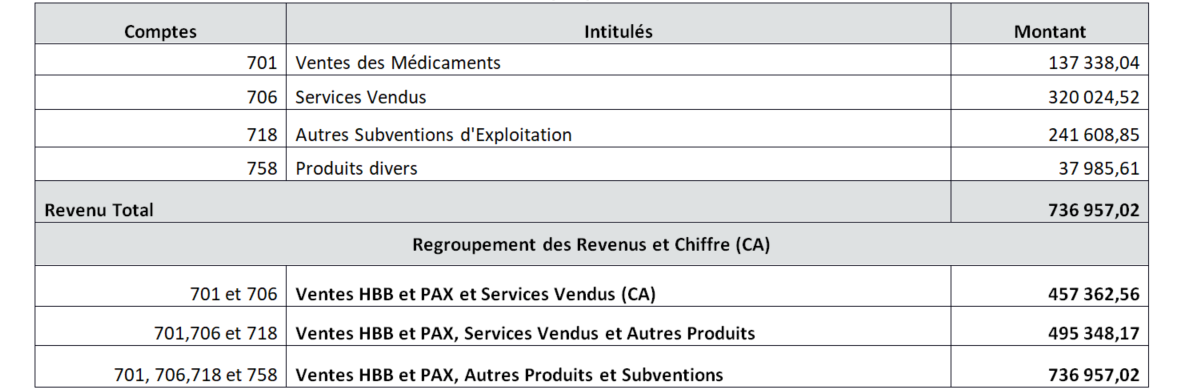 Comptes Intitulés Montant
701 Ventes des Médicaments 137 338,04
706 Services Vendus 320 024,52
718 Autres Subventions d'Exploitation 241 608,85
758 Produits divers 37 985,61
Revenu Total 736 957,02
Regroupement des Revenus et Chiffre (CA)
701 et 706 Ventes HBB et PAX et Services Vendus (CA) 457 362,56
701,706 et 718 Ventes HBB et PAX, Services Vendus et Autres Produits 495 348,17
701, 706,718 et 758 Ventes HBB et PAX, Autres Produits et Subventions 736 957,02